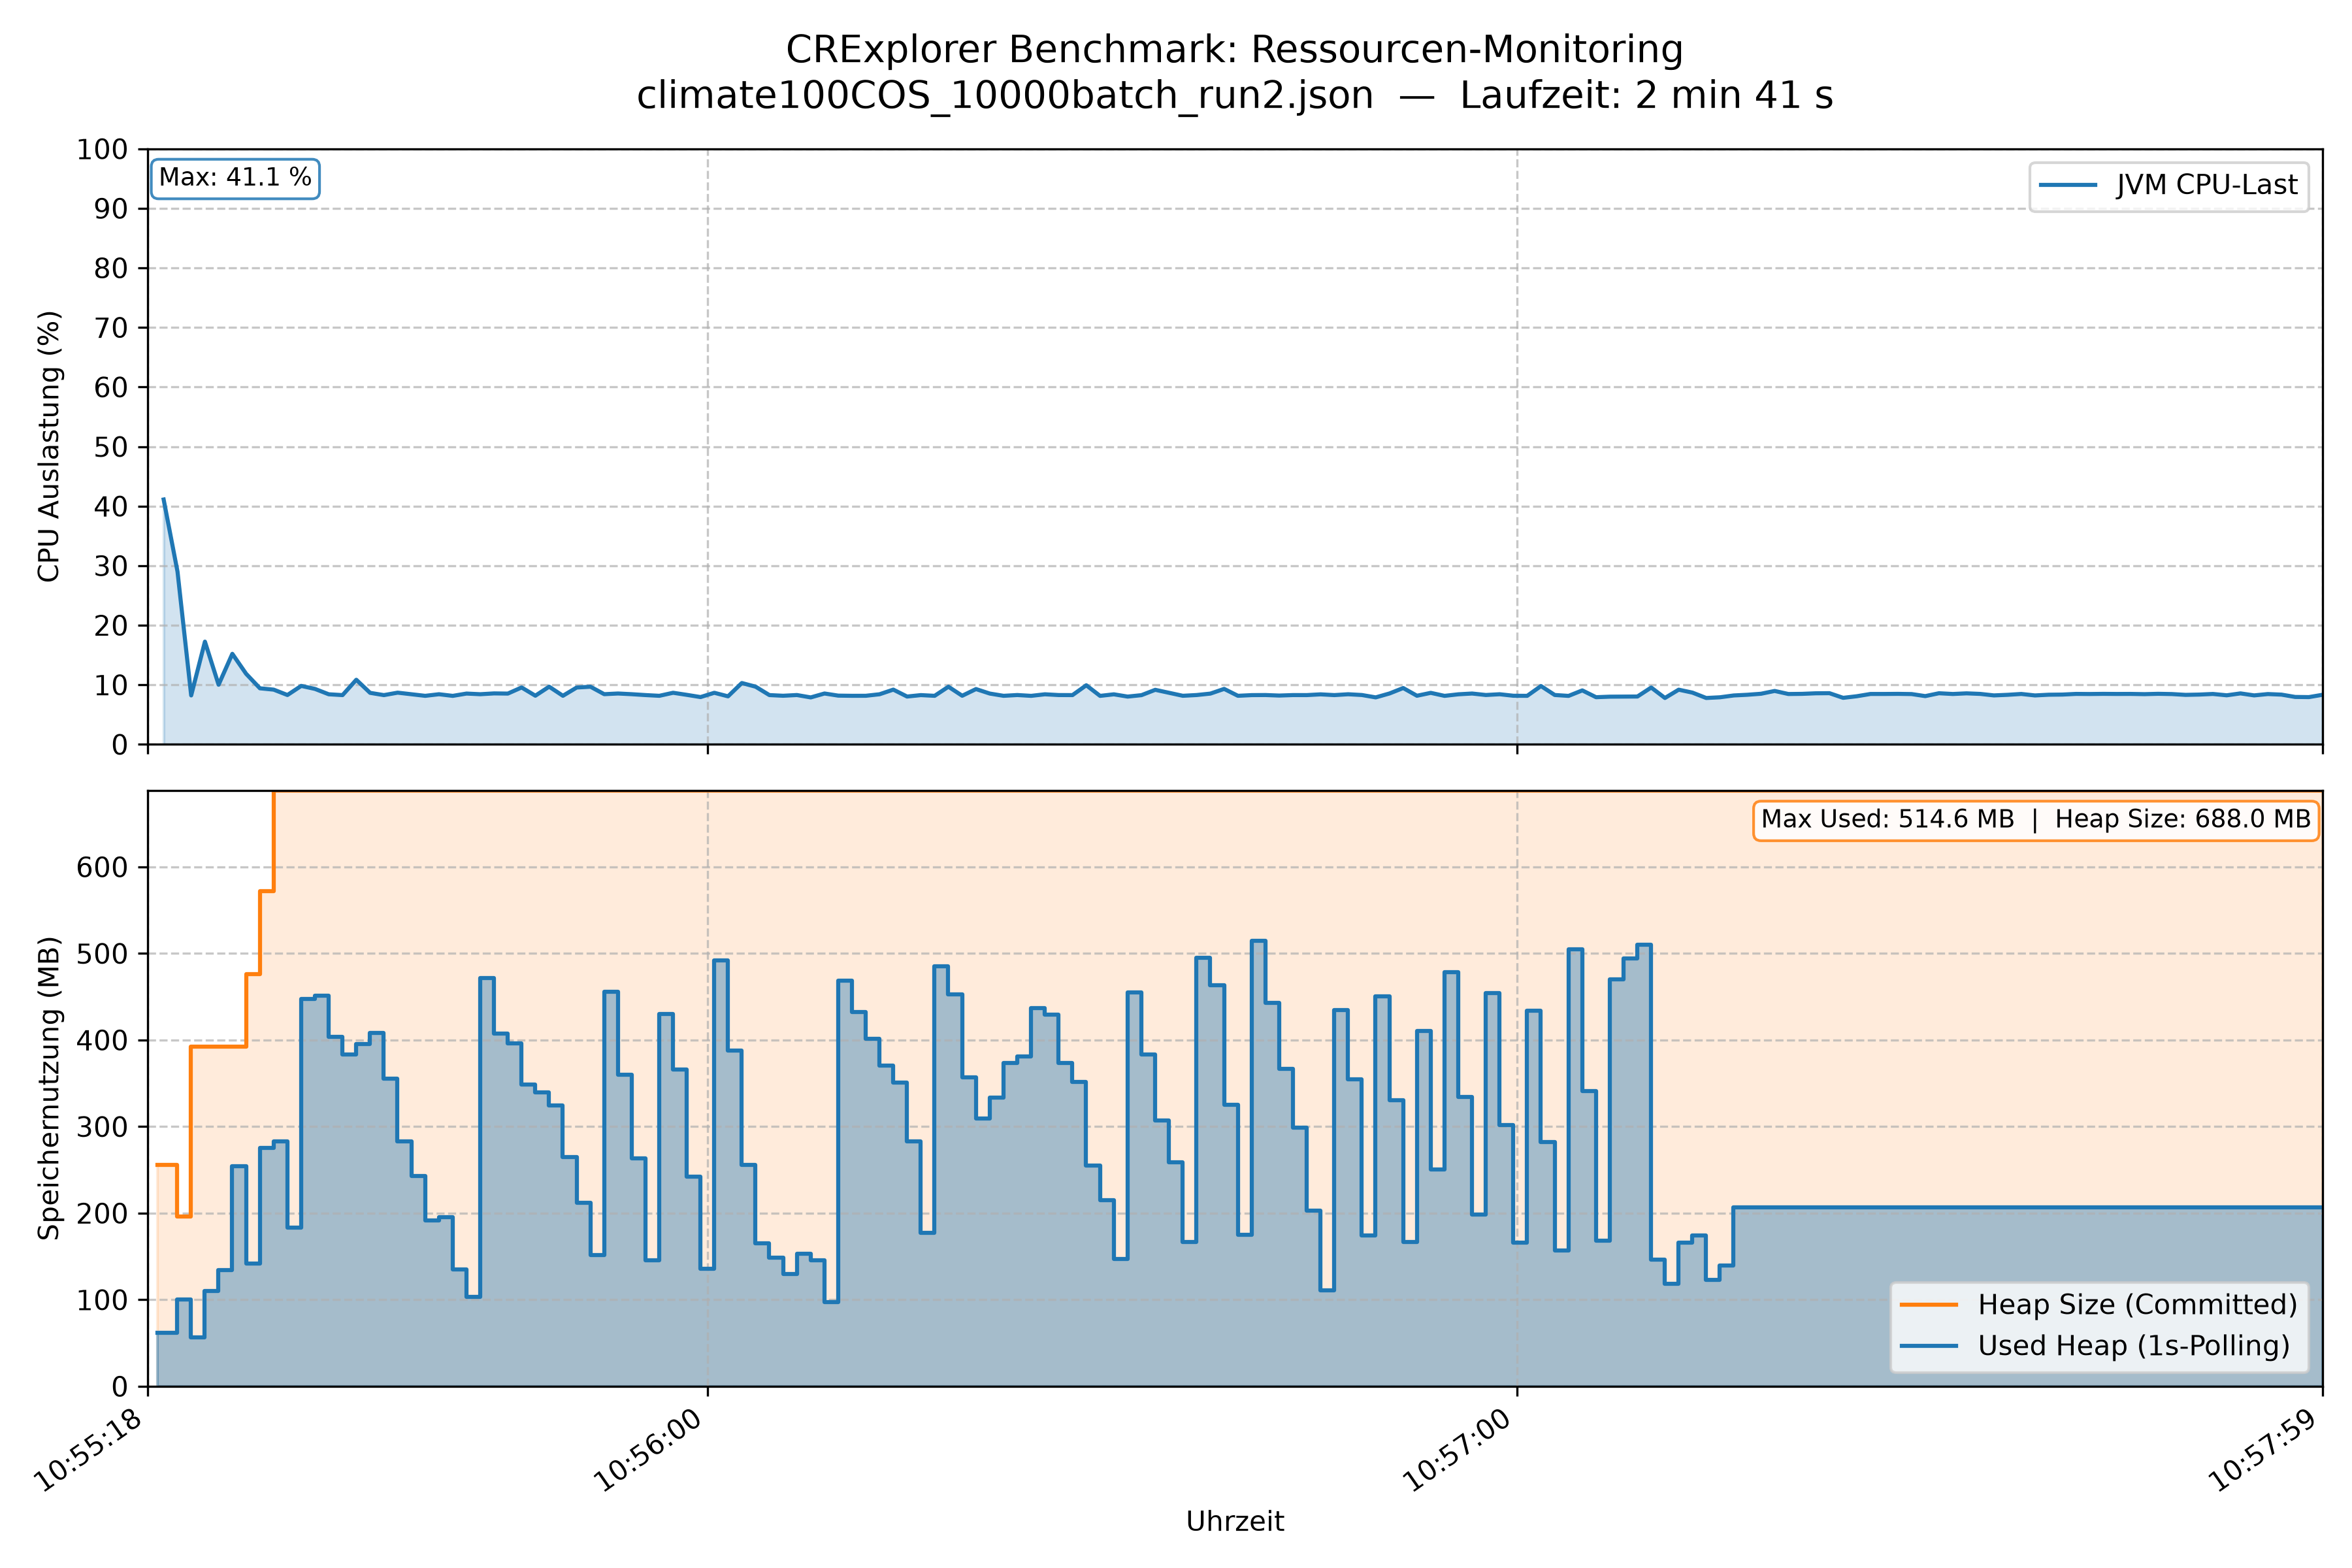 CRExplorer Benchmark: Ressourcen-Monitoring
climate100COS_10000batch_run2.json — Laufzeit: 2 min 41 s
100
90
80
70
60
50
40
30
20
10
0
CPU Auslastung (%)
Max: 41.1 %
JVM CPU-Last
600
500
400
300
200
100
0
Speichernutzung (MB)
Max Used: 514.6 MB | Heap Size: 688.0 MB
Heap Size (Committed)
Used Heap (1s-Polling)
10:55:18
10:56:00
10:57:00
10:57:59
Uhrzeit